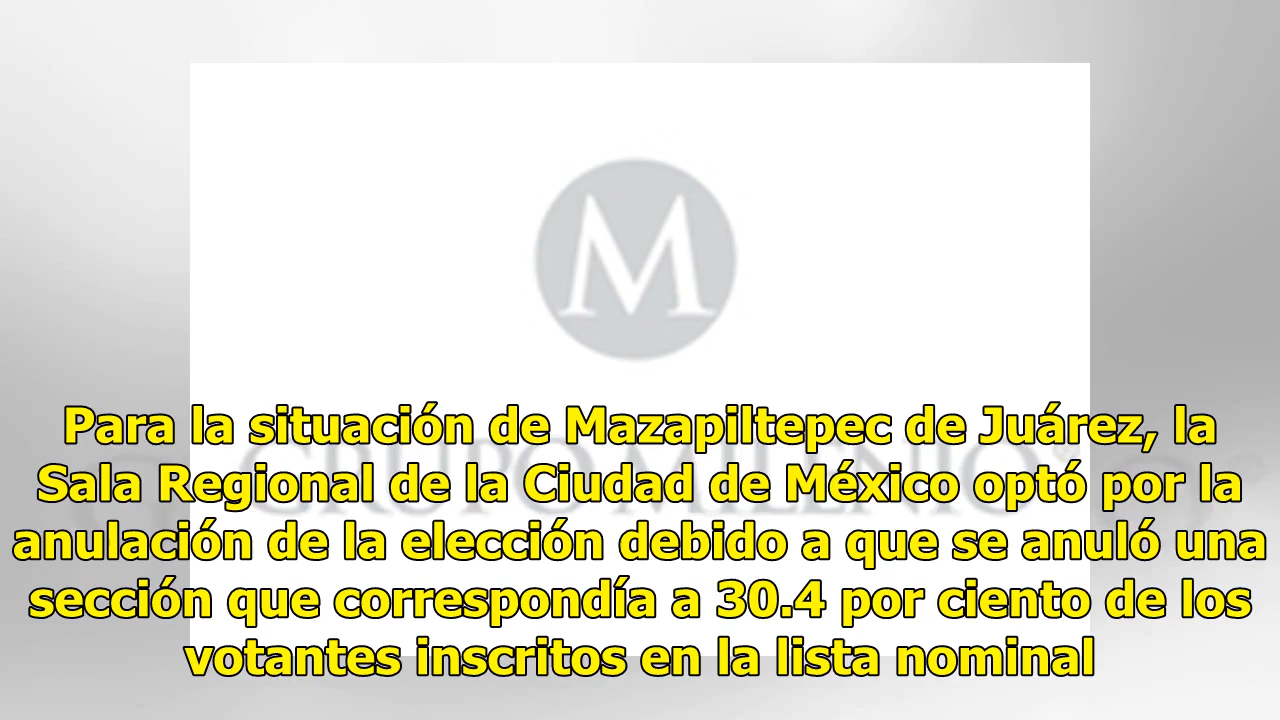 M
Para la situación de Mazapiltepec de Juárez, la
GRUPO MILENIO®
Sala Regional de la Ciudad de México optó por la
anulación de la elección debido a que se anuló una
sección que correspondía a 30.4 por ciento de los
votantes inscritos en la lista nominal